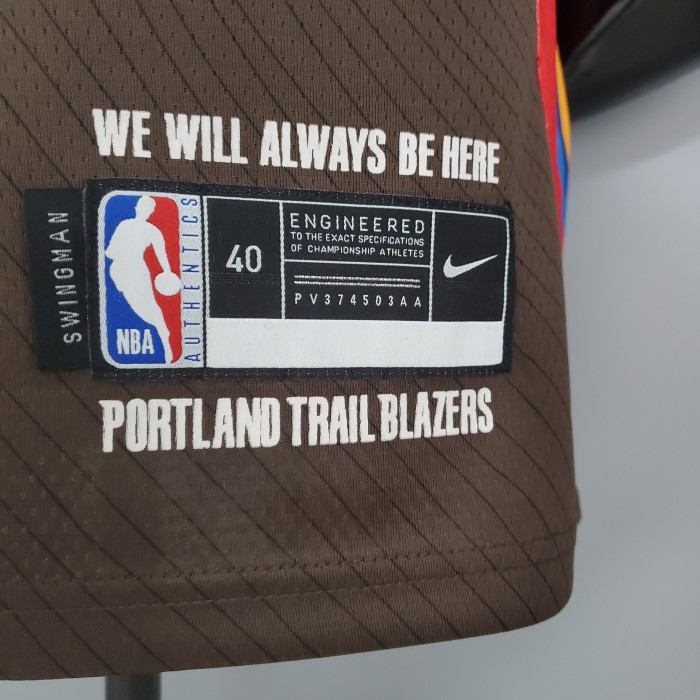 WE WILL ALWAYS BE HERE
SWINGMAN
NBA
AUTHENTICS
40
ENGINEERED
TO THE EXACT SPECIFICATIONS
OF CHAMPIONSHIP ATHLETES
PV374503AA
PORTLAND TRAIL BLAZERS